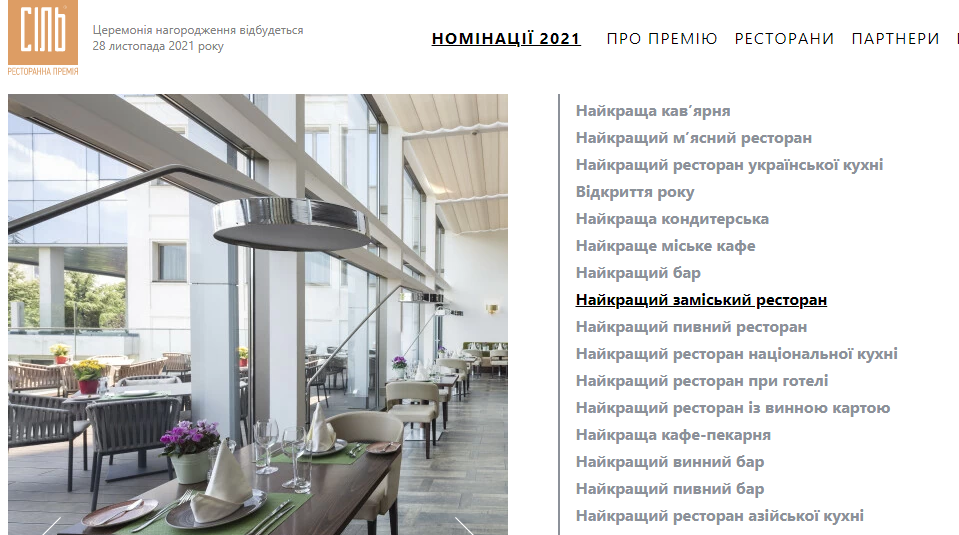 СІЛЬ
РЕСТОРАННА ПРЕМІЯ
Церемонія нагородження відбудеться
28 листопада 2021 року
НОМІНАЦІЇ 2021 ПРО ПРЕМІЮ РЕСТОРАНИ ПАРТНЕРИ
Найкраща кав’ярня
Найкращий м’ясний ресторан
Найкращий ресторан української кухні
Відкриття року
Найкраща кондитерська
Найкраще міське кафе
Найкращий бар
Найкращий заміський ресторан
Найкращий пивний ресторан
Найкращий ресторан національної кухні
Найкращий ресторан при готелі
Найкращий ресторан із винною картою
Найкраща кафе-пекарня
Найкращий винний бар
Найкращий пивний бар
Найкращий ресторан азійської кухні